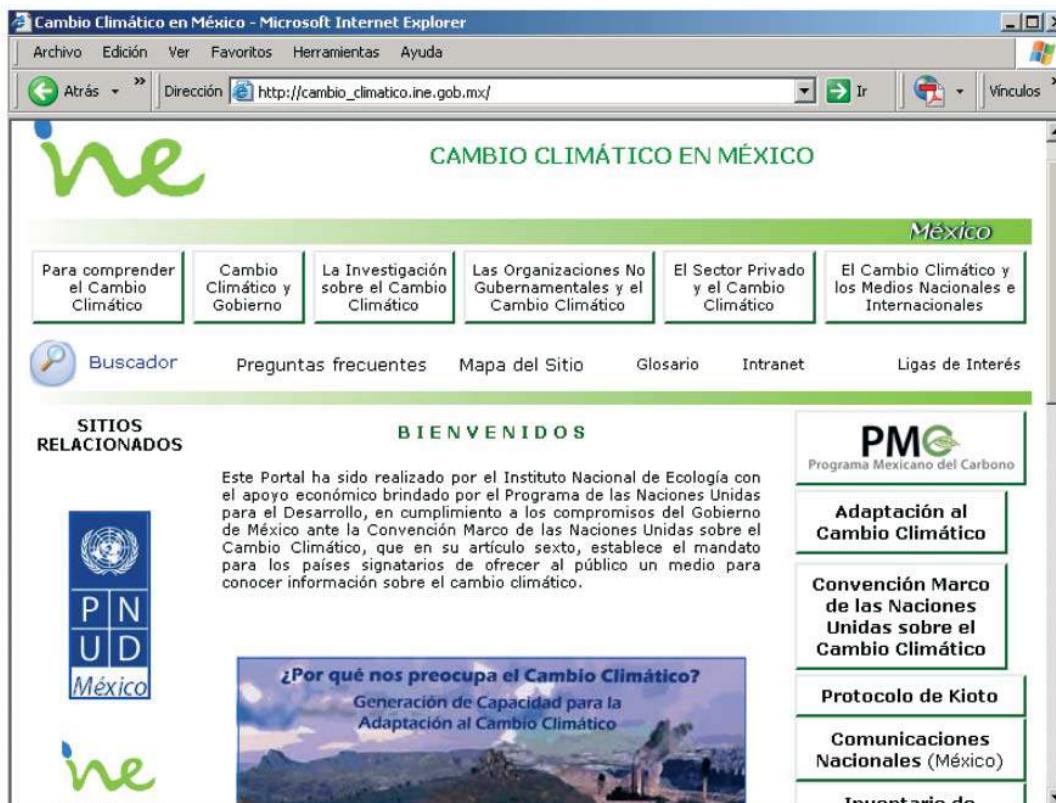 Cambio Climático en México - Microsoft Internet Explorer
Archivo Edición Ver Favoritos Herramientas Ayuda
Atrás » Dirección http://cambio_climatico.ine.gob.mx/ Ir Vínculos »
ine
CAMBIO CLIMÁTICO EN MÉXICO
México
Para comprender
el Cambio
Climático
Cambio
Climático y
Gobierno
La Investigación
sobre el Cambio
Climático
Las Organizaciones No
Gubernamentales y el
Cambio Climático
El Sector Privado
y el Cambio
Climático
El Cambio Climático y
los Medios Nacionales e
Internacionales
Buscador Preguntas frecuentes Mapa del Sitio Glosario Intranet Ligas de Interés
SITIOS
RELACIONADOS
PNUD
México
ine
BIENVENIDOS
Este Portal ha sido realizado por el Instituto Nacional de Ecología con
el apoyo económico brindado por el Programa de las Naciones Unidas
para el Desarrollo, en cumplimiento a los compromisos del Gobierno
de México ante la Convención Marco de las Naciones Unidas sobre el
Cambio Climático, que en su artículo sexto, establece el mandato
para los países signatarios de ofrecer al público un medio para
conocer información sobre el cambio climático.
¿Por qué nos preocupa el Cambio Climático?
Generación de Capacidad para la
Adaptación al Cambio Climático
PMC
Programa Mexicano del Carbono
Adaptación al
Cambio Climático
Convención Marco
de las Naciones
Unidas sobre el
Cambio Climático
Protocolo de Kioto
Comunicaciones
Nacionales (México)
Inventario de